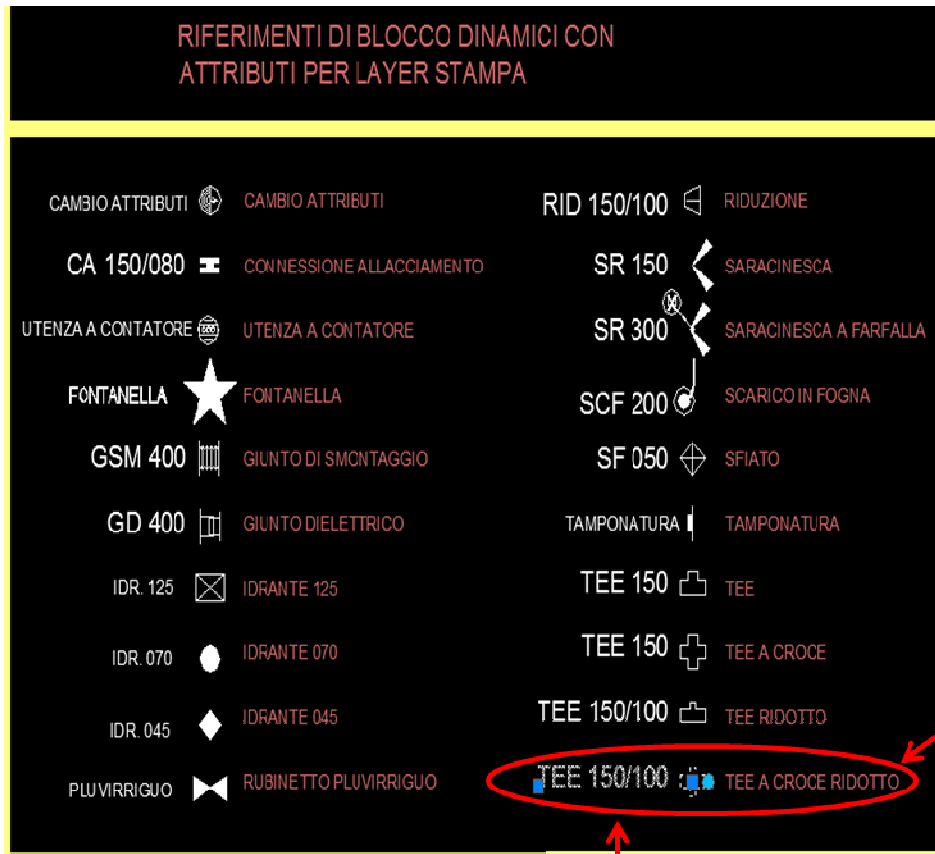 RIFERIMENTI DI BLOCCO DINAMICI CON
ATTRIBUTI PER LAYER STAMPA
CAMBIO ATTRIBUTI CAMBIO ATTRIBUTI
CA 150/080 CONNESSIONE ALLACCIAMENTO
UTENZA A CONTATORE UTENZA A CONTATORE
FONTANELLA FONTANELLA
GSM 400 GIUNTO DI SMONTAGGIO
GD 400 GIUNTO DIELETTRICO
IDR. 125 IDRANTE 125
IDR. 070 IDRANTE 070
IDR. 045 IDRANTE 045
PLUVIRRIGUO RUBINETTO PLUVIRRIGUO
RID 150/100 RIDUZIONE
SR 150 SARACINESCA
SR 300 SARACINESCA A FARFALLA
SCF 200 SCARICO IN FOGNA
SF 050 SFIATO
TAMPONATURA TAMPONATURA
TEE 150 TEE
TEE 150 TEE A CROCE
TEE 150/100 TEE RIDOTTO
TEE 150/100 TEE A CROCE RIDOTTO